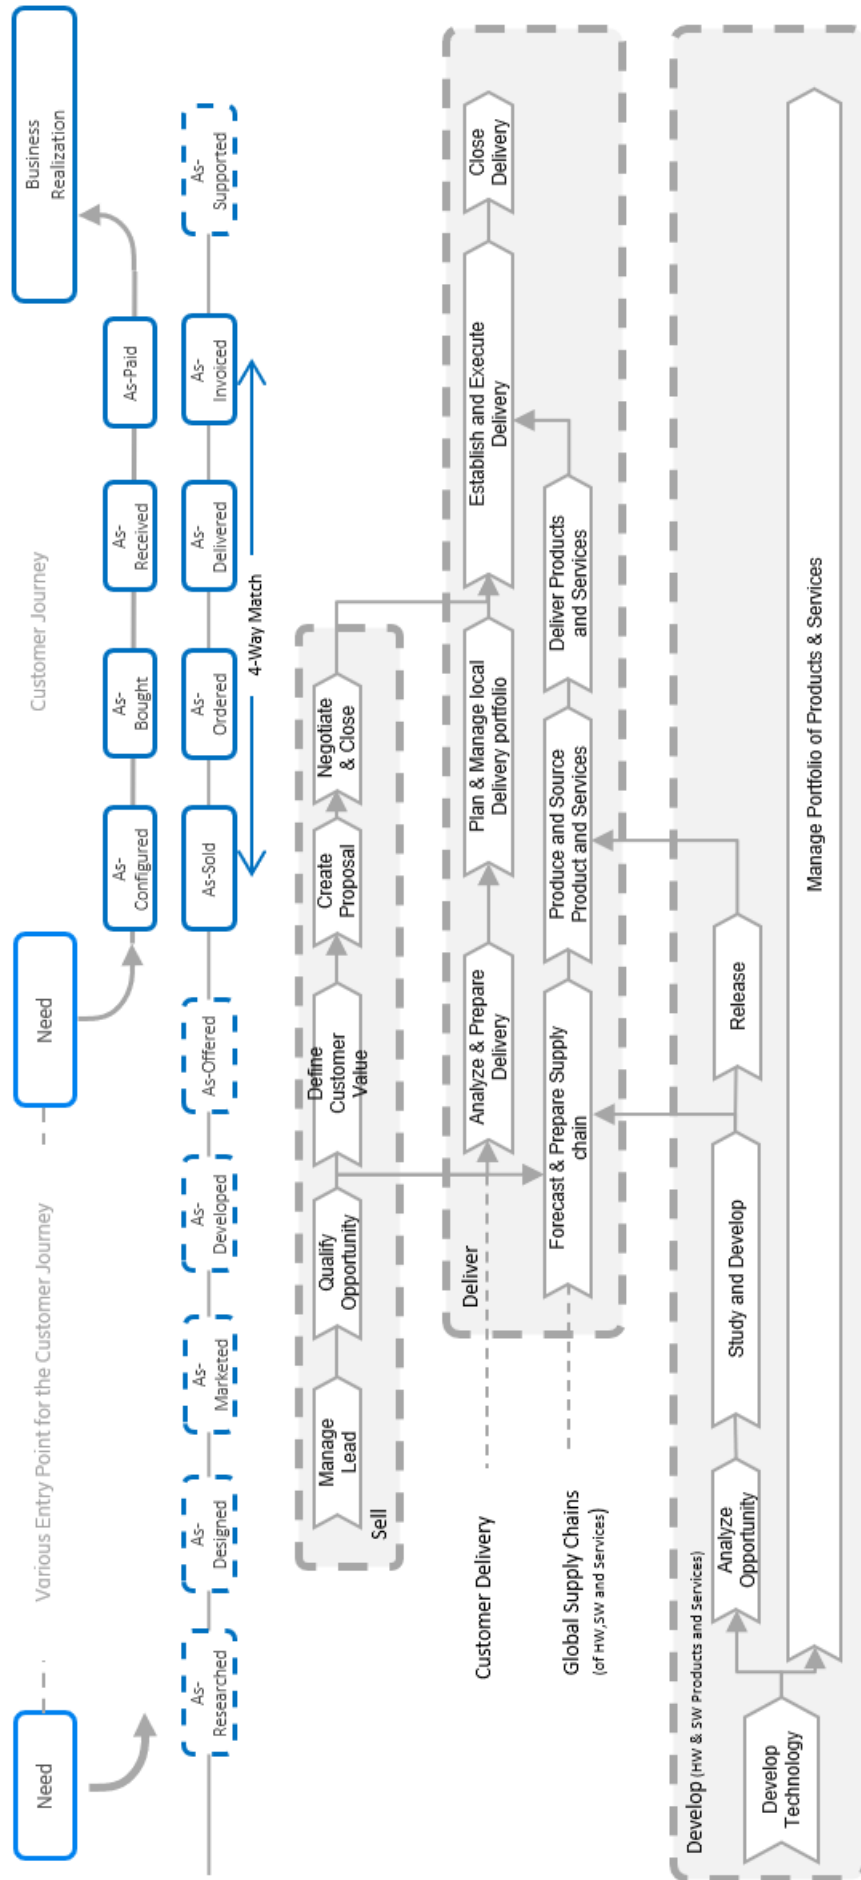 Need
Various Entry Point for the Customer Journey
Need
Customer Journey
Business
Realization
As-
Configured
As-
Bought
As-
Received
As-Paid
As-
Researched
As-
Designed
As-
Marketed
As-
Developed
As-Offered
As-Sold
As-
Ordered
As-
Delivered
As-
Invoiced
As-
Supported
4-Way Match
Sell
Manage
Lead
Qualify
Opportunity
Define
Customer
Value
Create
Proposal
Negotiate
& Close
Deliver
Customer Delivery
Analyze & Prepare
Delivery
Plan & Manage local
Delivery portfolio
Establish and Execute
Delivery
Close
Delivery
Global Supply Chains
(of HW,SW and Services)
Forecast & Prepare Supply
chain
Produce and Source
Product and Services
Deliver Products
and Services
Develop (HW & SW Products and Services)
Develop
Technology
Analyze
Opportunity
Study and Develop
Release
Manage Portfolio of Products & Services